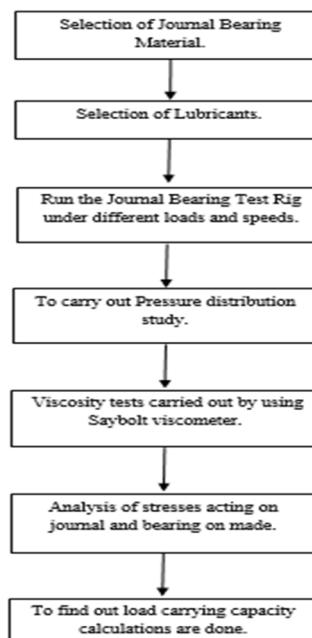 Selection of Journal Bearing
Material.
Selection of Lubricants.
Run the Journal Bearing Test Rig
under different loads and speeds.
To carry out Pressure distribution
study.
Viscosity tests carried out by using
Saybolt viscometer.
Analysis of stresses acting on
journal and bearing on made.
To find out load carrying capacity
calculations are done.